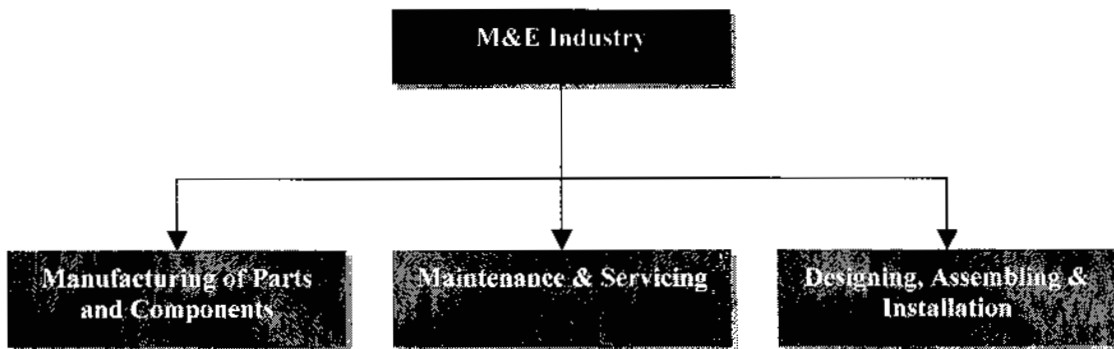 M&E Industry
Manufacturing of Parts
and Components
Maintenance & Servicing
Designing, Assembling &
Installation